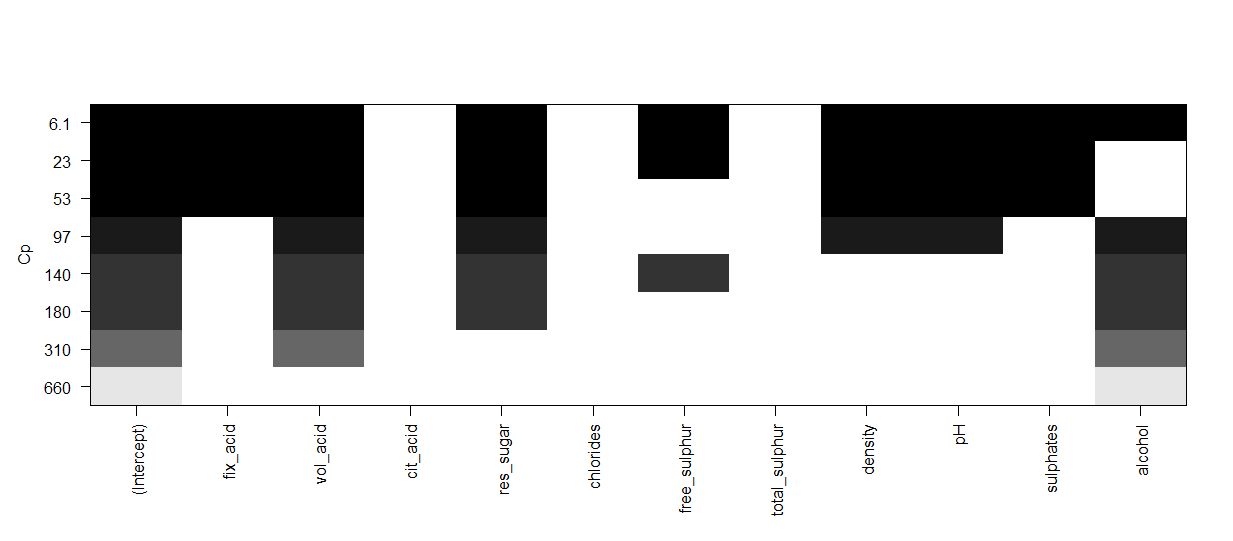 Cp
6.1
23
53
97
140
180
310
660
(Intercept)
fix_acid
vol_acid
cit_acid
res_sugar
chlorides
free_sulphur
total_sulphur
density
pH
sulphates
alcohol